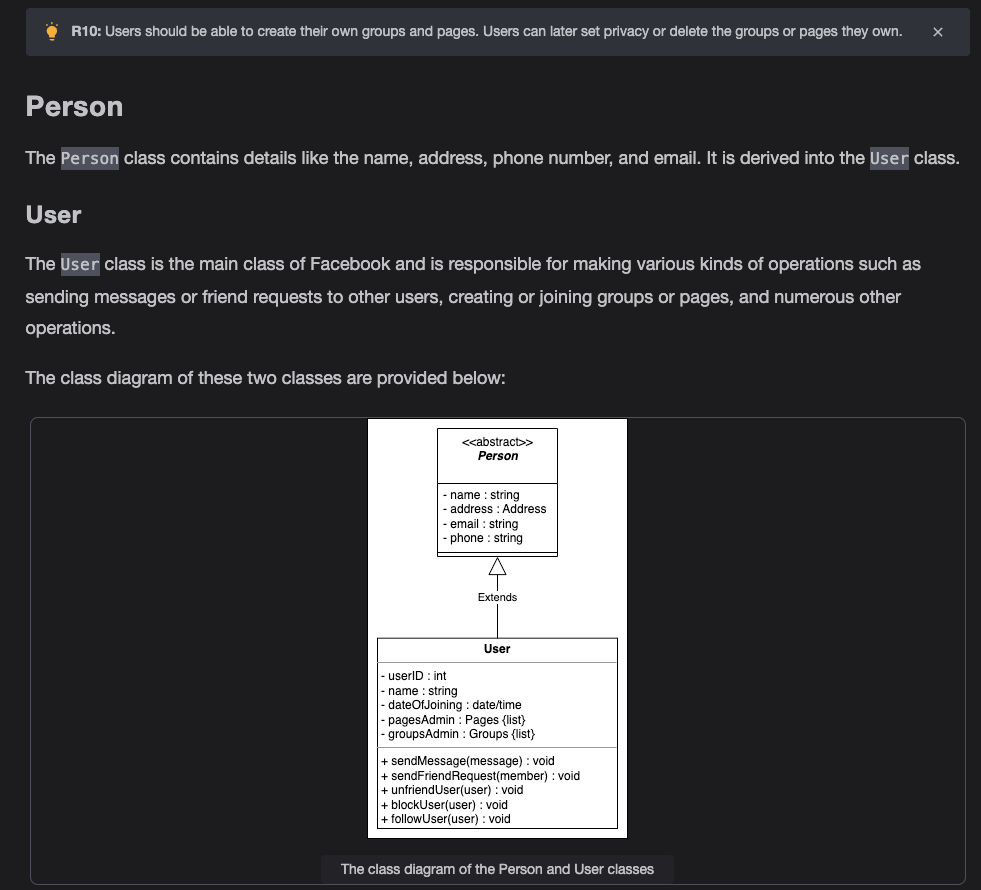 R10: Users should be able to create their own groups and pages. Users can later set privacy or delete the groups or pages they own.
Person
The Person class contains details like the name, address, phone number, and email. It is derived into the User class.
User
The User class is the main class of Facebook and is responsible for making various kinds of operations such as
sending messages or friend requests to other users, creating or joining groups or pages, and numerous other
operations.
The class diagram of these two classes are provided below:
<<abstract>>
Person
- name : string
- address : Address
- email : string
- phone : string
Extends
User
- userID : int
- name : string
- dateOfJoining : date/time
- pagesAdmin : Pages {list}
- groupsAdmin : Groups {list}
+ sendMessage(message) : void
+ sendFriendRequest(member) : void
+ unfriendUser(user) : void
+ blockUser(user) : void
+ followUser(user) : void
The class diagram of the Person and User classes